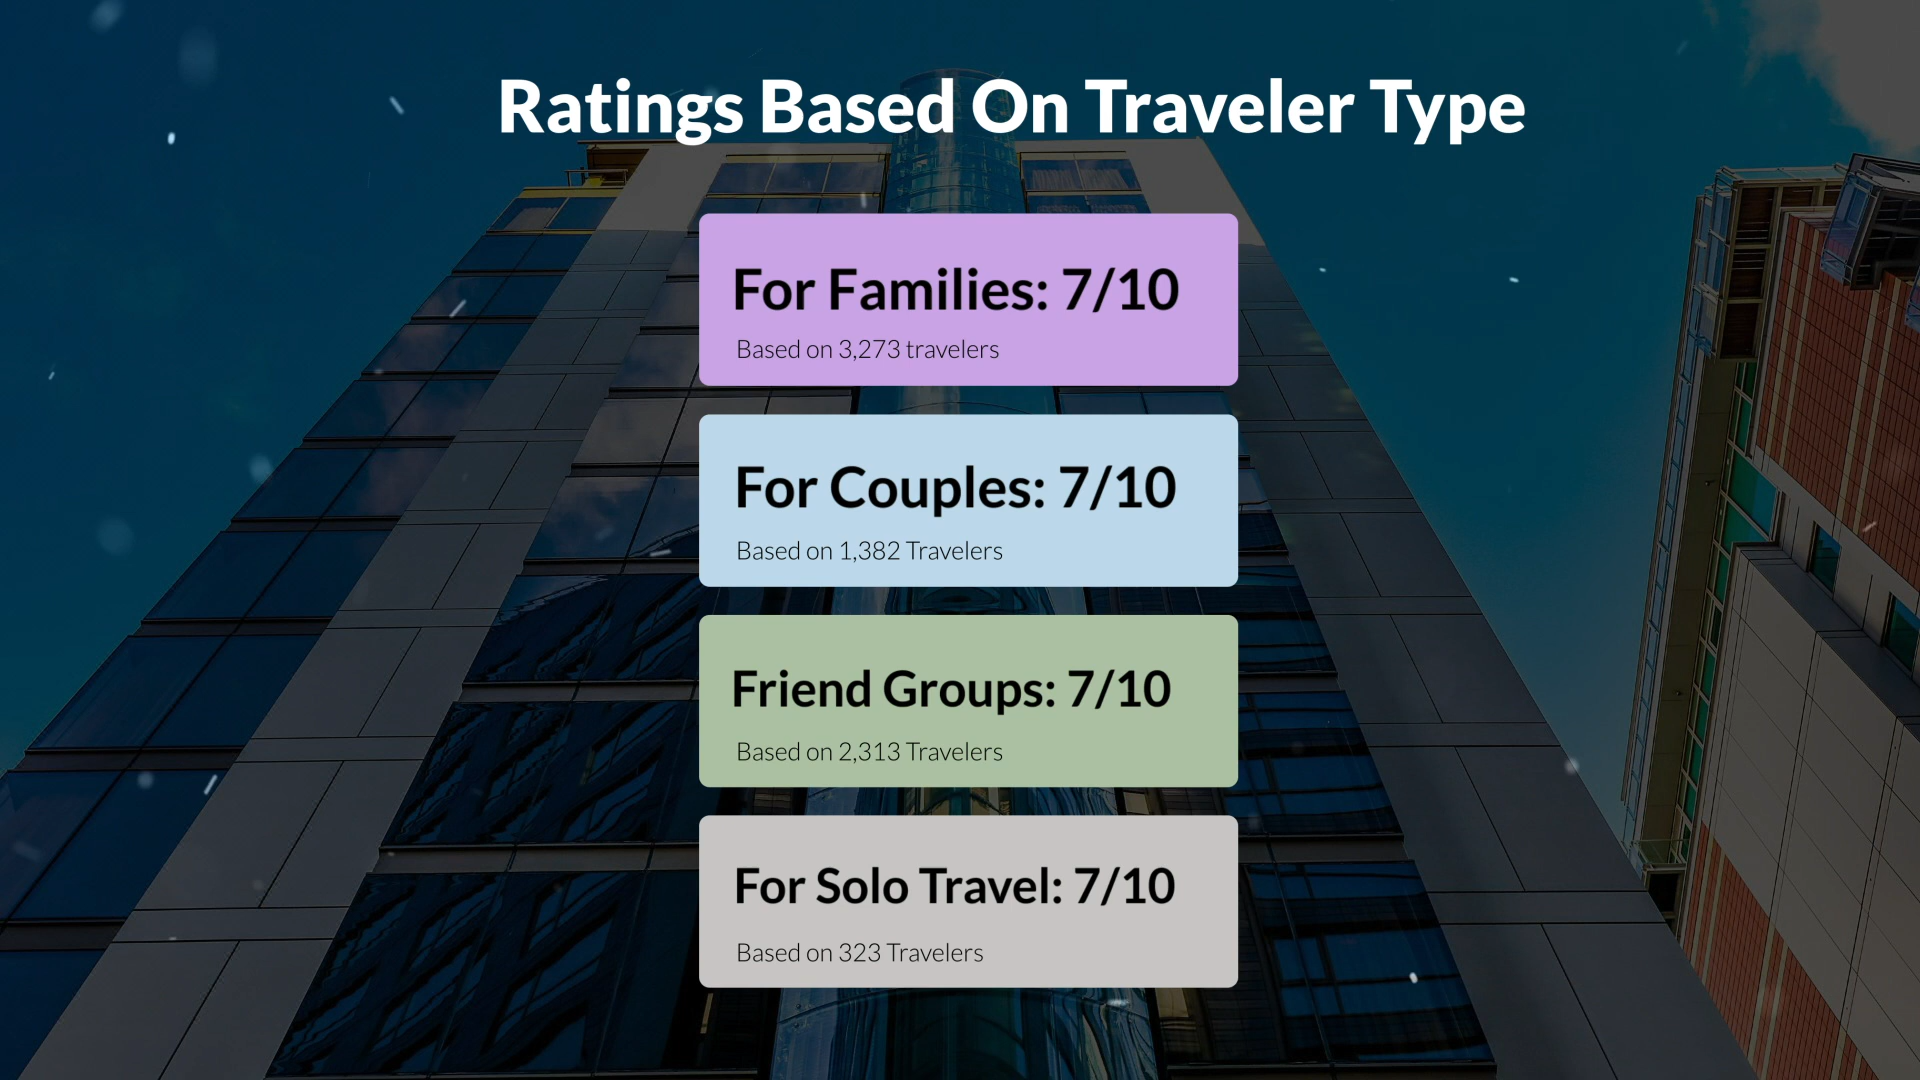 Ratings Based On Traveler Type
For Families: 7/10
Based on 3,273 travelers
For Couples: 7/10
Based on 1,382 Travelers
Friend Groups: 7/10
Based on 2,313 Travelers
For Solo Travel: 7/10
Based on 323 Travelers